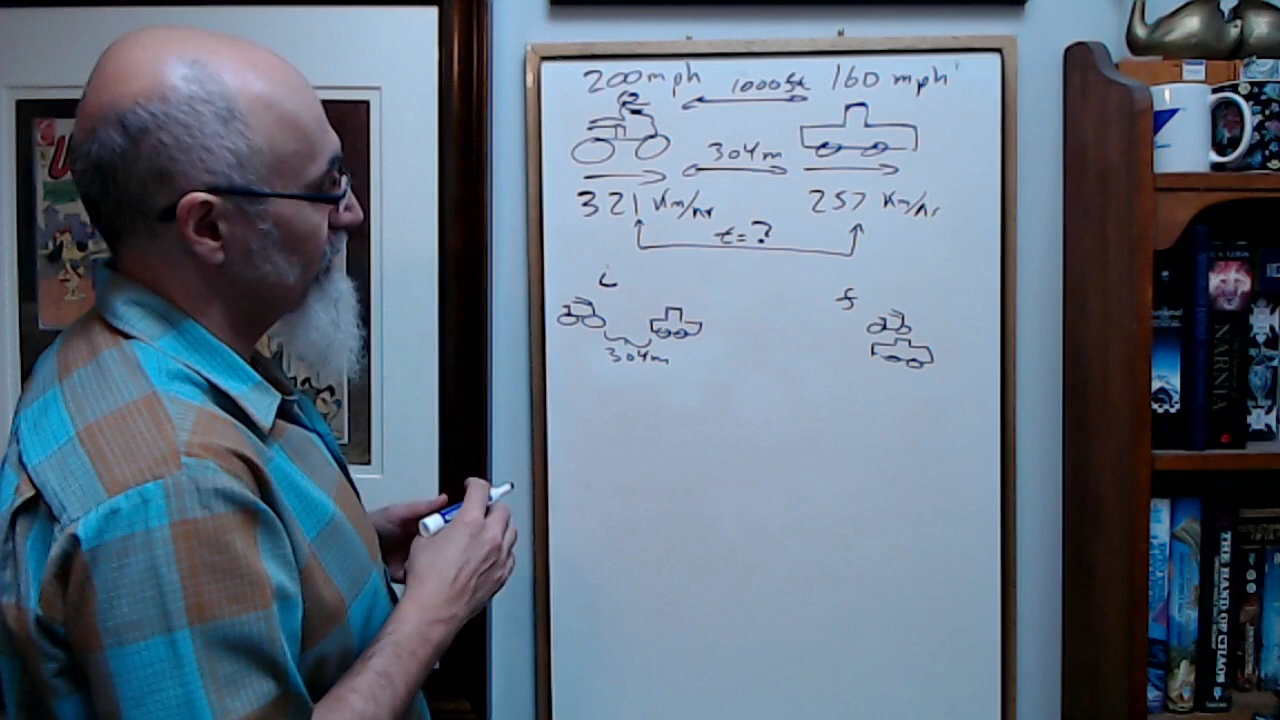 200mph 1000ft 160 mph
304m
321 Km/hr 257 Km/hr
t=?
i f
304m
NARNIA
THE HAND OF CHAOS